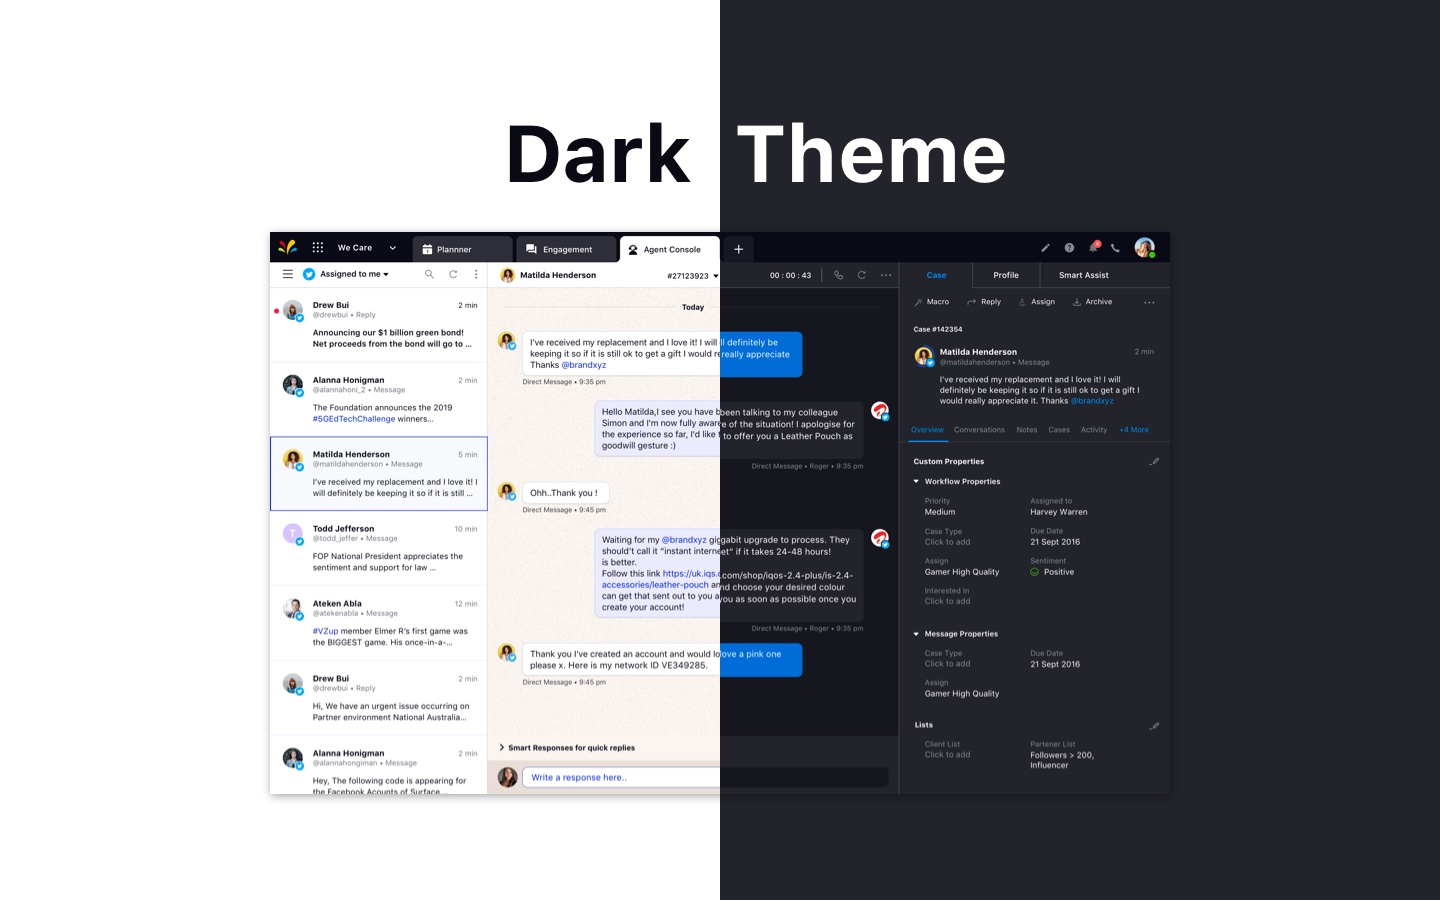 Dark Theme
We Care
Plannner
Engagement
Agent Console
+
4
Assigned to me
Drew Bui
2 min
@drewbui • Reply
Announcing our $1 billion green bond!
Net proceeds from the bond will go to ...
Alanna Honigman
2 min
@alannahoni_2 • Message
The Foundation announces the 2019
#5GEdTechChallenge winners...
Matilda Henderson
5 min
@matildahenderson • Message
I've received my replacement and I love it! I
will definitely be keeping it so if it is still ...
T
Todd Jefferson
10 min
@todd_jeffer • Message
FOP National President appreciates the
sentiment and support for law ...
Ateken Abla
12 min
@atekenabla • Message
#VZup member Elmer R's first game was
the BIGGEST game. His once-in-a-...
Drew Bui
2 min
@drewbui • Reply
Hi, We have an urgent issue occurring on
Partner environment National Australia...
Alanna Honigman
2 min
@alannahongiman • Message
Hey, The following code is appearing for
the Facebook Acounts of Surface....
Matilda Henderson
#27123923
00 : 00 : 43
Today
I've received my replacement and I love it! I will definitely be
keeping it so if it is still ok to get a gift I would really appreciate
Thanks @brandxyz
Direct Message • 9:35 pm
Hello Matilda,I see you have been talking to my colleague
Simon and I'm now fully aware of the situation! I apologise for
the experience so far, I'd like to offer you a Leather Pouch as
goodwill gesture :)
Direct Message • Roger • 9:35 pm
Ohh..Thank you !
Direct Message • 9:45 pm
Waiting for my @brandxyz gigabit upgrade to process. They
should't call it “instant internet” if it takes 24-48 hours!
is better.
Follow this link https://uk.iqs.com/shop/iqos-2.4-plus/is-2.4-
accessories/leather-pouch and choose your desired colour
can get that sent out to you as soon as possible once you
create your account!
Direct Message • Roger • 9:35 pm
Thank you I've created an account and would love a pink one
please x. Here is my network ID VE349285.
Direct Message • 9:45 pm
Smart Responses for quick replies
Write a response here..
Case
Profile
Smart Assist
Macro
Reply
Assign
Archive
Case #142354
Matilda Henderson
2 min
@matildahenderson • Message
I've received my replacement and I love it! I will
definitely be keeping it so if it is still ok to get a gift I
would really appreciate it. Thanks @brandxyz
Overview
Conversations
Notes
Cases
Activity
+4 More
Custom Properties
Workflow Properties
Priority
Assigned to
Medium
Harvey Warren
Case Type
Due Date
Click to add
21 Sept 2016
Assign
Sentiment
Gamer High Quality
Positive
Interested In
Click to add
Message Properties
Case Type
Due Date
Click to add
21 Sept 2016
Assign
Gamer High Quality
Lists
Client List
Partener List
Click to add
Followers > 200,
Influencer